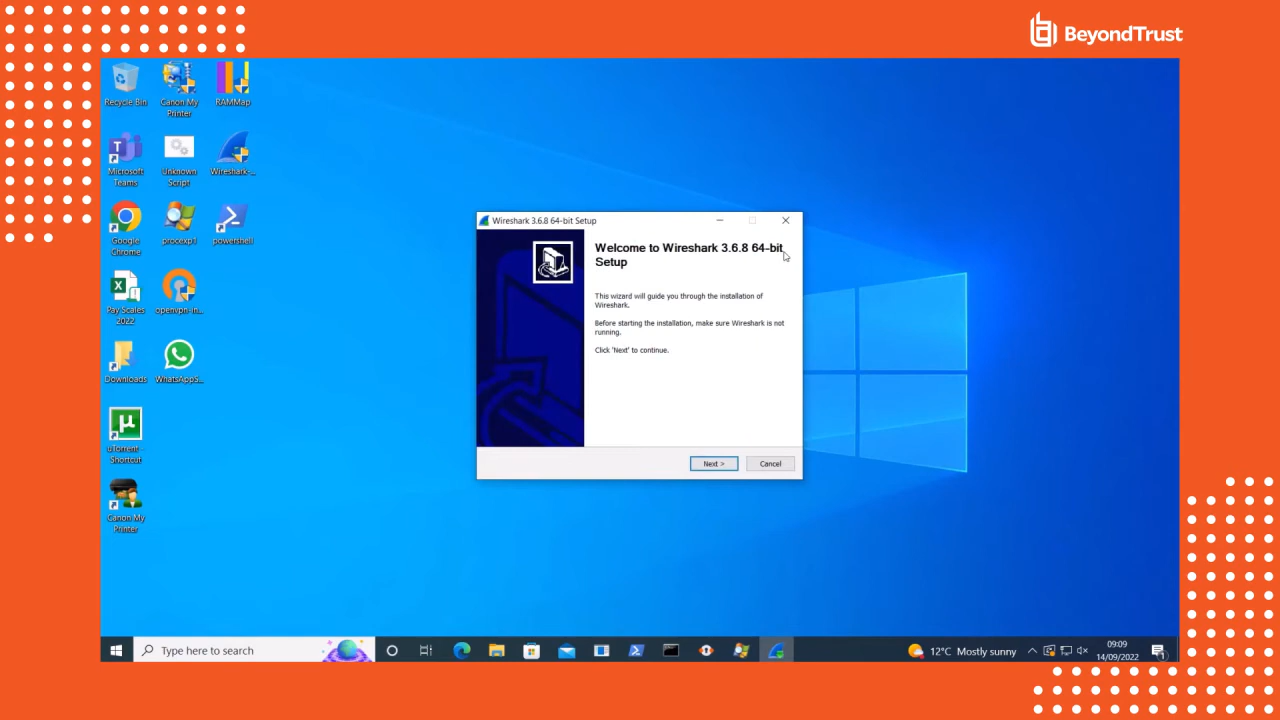 BeyondTrust
Recycle Bin
Canon My
Printer
RAMMap
Microsoft
Teams
Unknown
Script
Wireshark-...
Google
Chrome
procexp1
powershell
Pay Scales
2022
openvpn-in...
Downloads
WhatsAppS...
µ
uTorrent -
Shortcut
Canon My
Printer
Wireshark 3.6.8 64-bit Setup
Welcome to Wireshark 3.6.8 64-bit
Setup
This wizard will guide you through the installation of
Wireshark.
Before starting the installation, make sure Wireshark is not
running.
Click 'Next' to continue.
Next >
Cancel
Type here to search
12°C Mostly sunny
09:09
14/09/2022
1